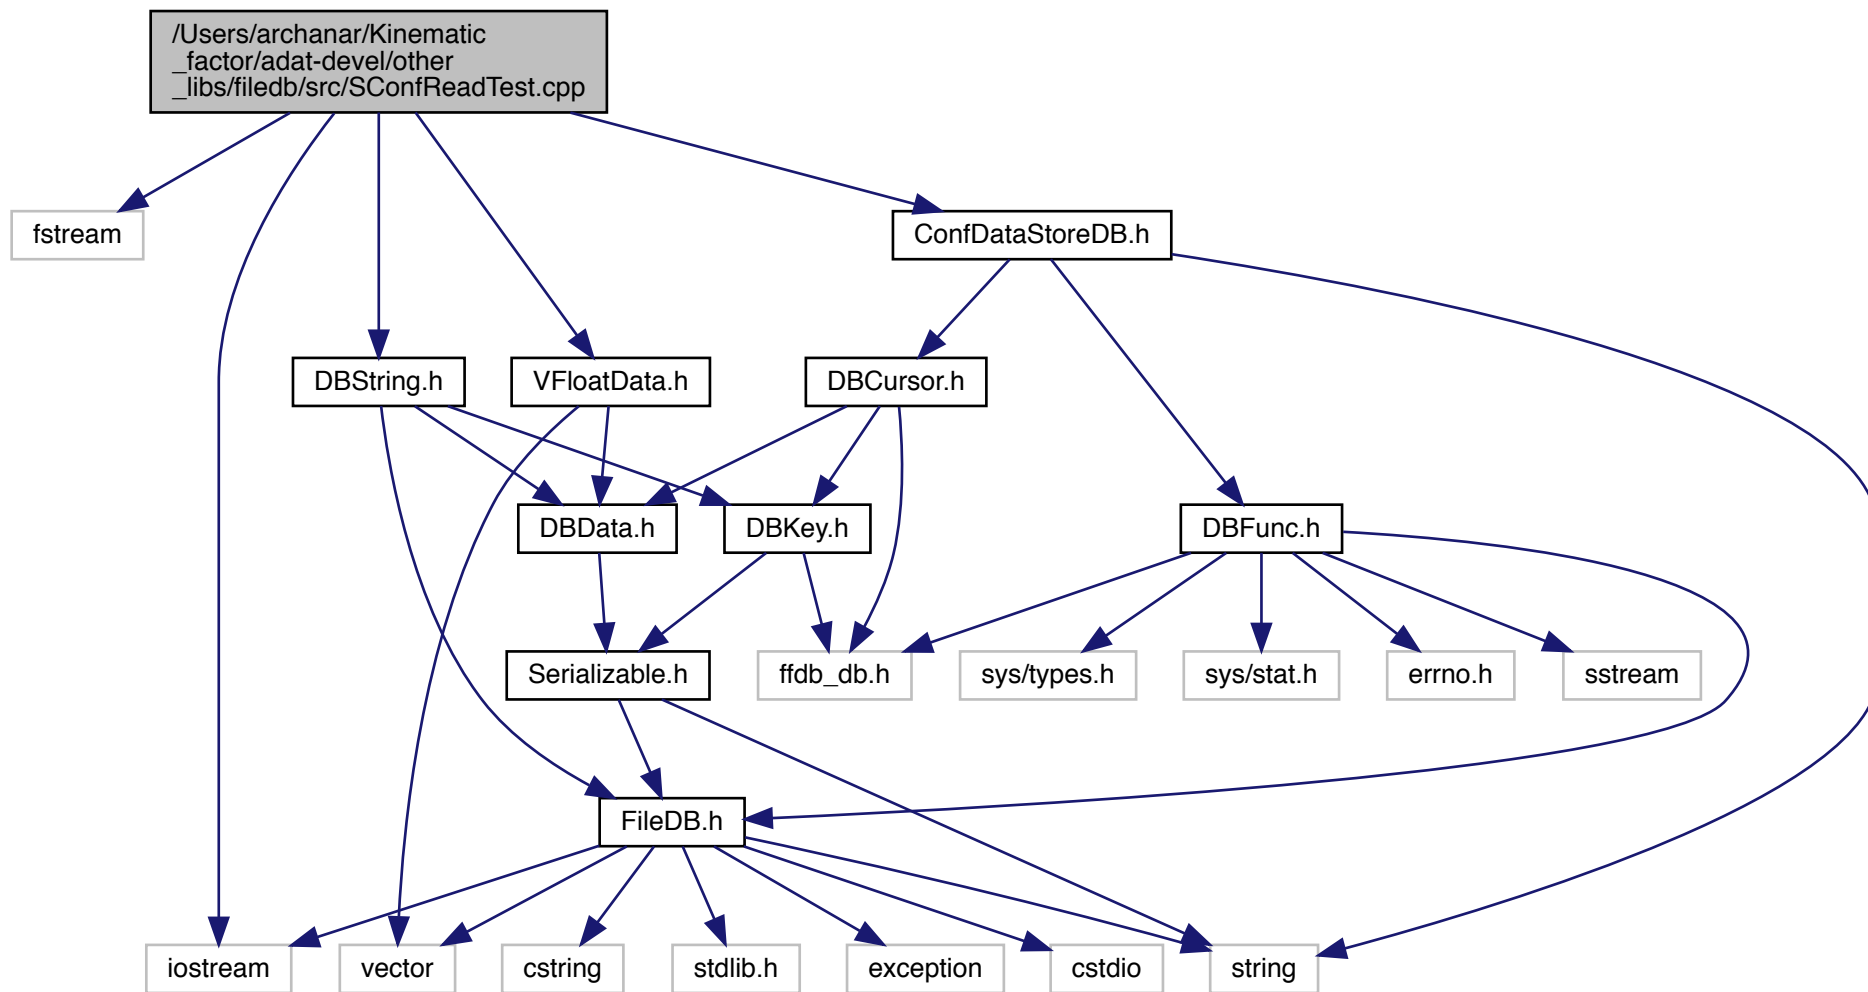 /Users/archanar/Kinematic
_factor/adat-devel/other
_libs/filedb/src/SConfReadTest.cpp
fstream
ConfDataStoreDB.h
DBString.h
VFloatData.h
DBCursor.h
DBData.h
DBKey.h
DBFunc.h
Serializable.h
ffdb_db.h
sys/types.h
sys/stat.h
errno.h
sstream
FileDB.h
iostream
vector
cstring
stdlib.h
exception
cstdio
string